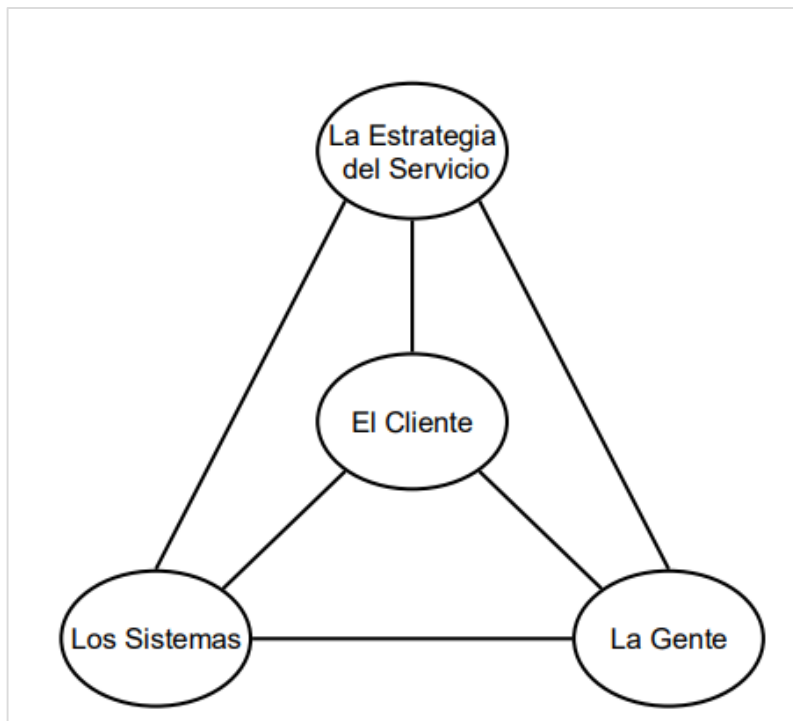 La Estrategia
del Servicio
El Cliente
Los Sistemas
La Gente